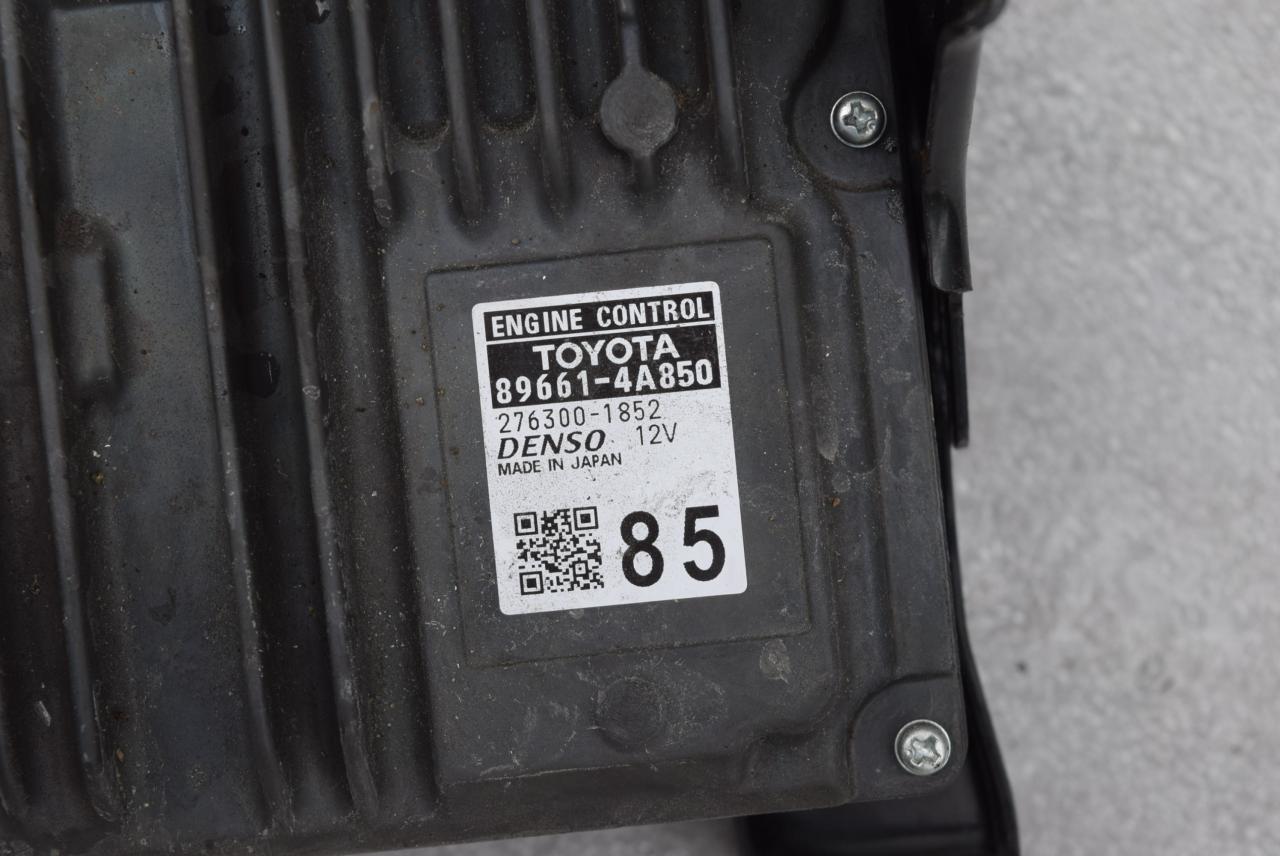 ENGINE CONTROL
TOYOTA
89661-4A850
276300-1852
DENSO 12V
MADE IN JAPAN
85